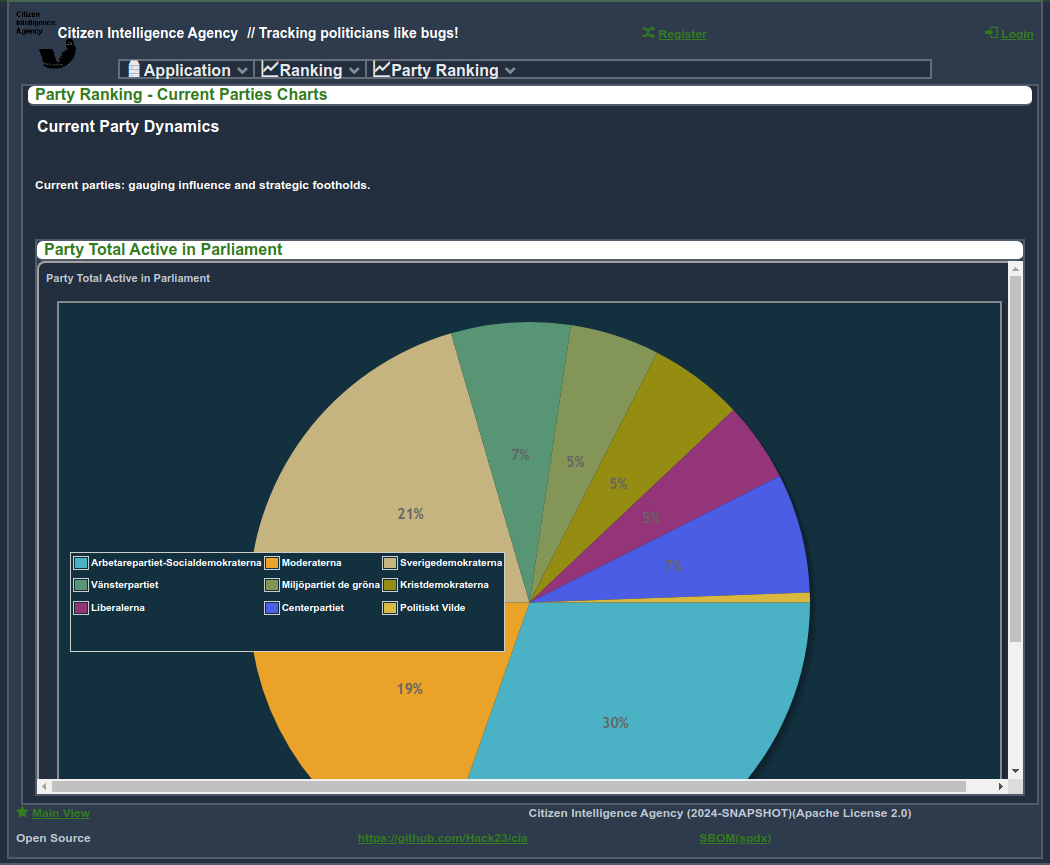 Citizen
Intelligence
Agency
Citizen Intelligence Agency // Tracking politicians like bugs!
Register
Login
Application
Ranking
Party Ranking
Party Ranking - Current Parties Charts
Current Party Dynamics
Current parties: gauging influence and strategic footholds.
Party Total Active in Parliament
Party Total Active in Parliament
7%
5%
5%
21%
5%
7%
Arbetarepartiet-Socialdemokraterna Moderaterna Sverigedemokraterna
Vänsterpartiet Miljöpartiet de gröna Kristdemokraterna
Liberalerna Centerpartiet Politiskt Vilde
19%
30%
Main View
Citizen Intelligence Agency (2024-SNAPSHOT)(Apache License 2.0)
Open Source
https://github.com/Hack23/cia
SBOM(spdx)